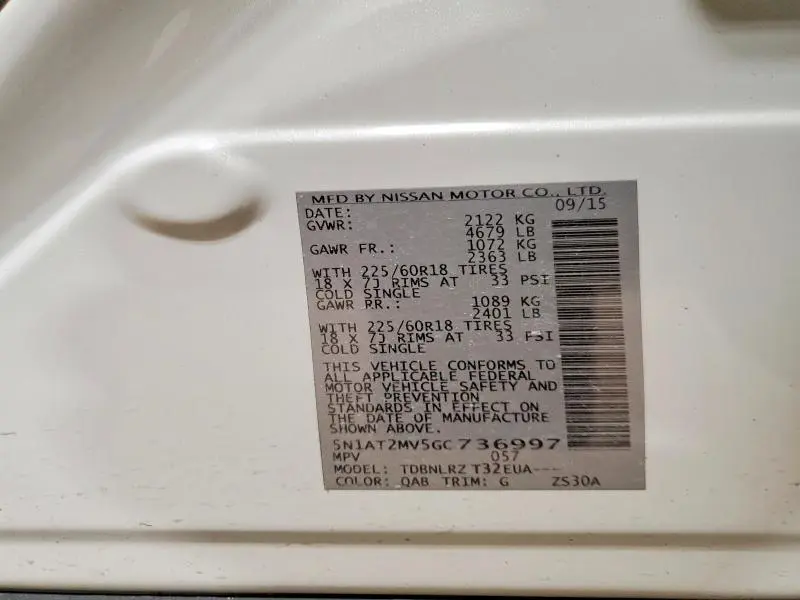 MFD BY NISSAN MOTOR CO., LTD.
DATE: 09/15
GVWR: 2122 KG
4679 LB
GAWR FR.: 1072 KG
2363 LB
WITH 225/60R18 TIRES
18 X 7J RIMS AT 33 PSI
COLD SINGLE
GAWR RR.: 1089 KG
2401 LB
WITH 225/60R18 TIRES
18 X 7J RIMS AT 33 PSI
COLD SINGLE
THIS VEHICLE CONFORMS TO
ALL APPLICABLE FEDERAL
MOTOR VEHICLE SAFETY AND
THEFT PREVENTION
STANDARDS IN EFFECT ON
THE DATE OF MANUFACTURE
SHOWN ABOVE.
5N1AT2MV5GC736997
MPV 057
MODEL: TDBNLRZ T32EUA---
COLOR: QAB TRIM: G ZS30A